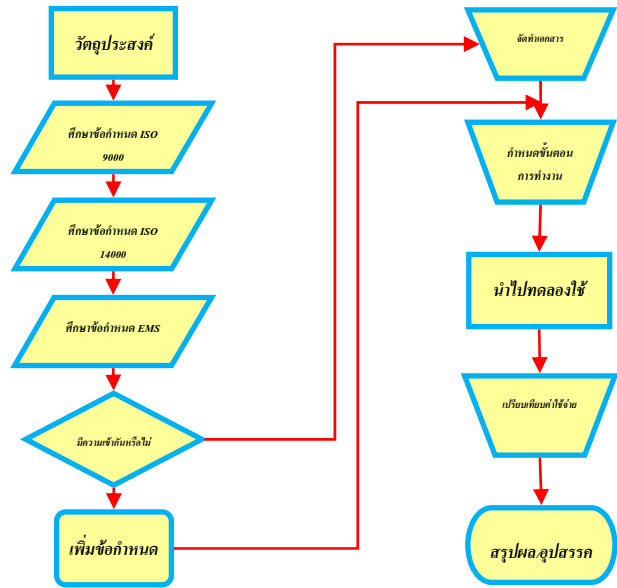 วัตถุประสงค์
ศึกษาข้อกำหนด ISO
9000
ศึกษาข้อกำหนด ISO
14000
ศึกษาข้อกำหนด EMS
มีความเข้ากันหรือไม่
เพิ่มข้อกำหนด
จัดทำเอกสาร
กำหนดขั้นตอน
การทำงาน
นำไปทดลองใช้
เปรียบเทียบค่าใช้จ่าย
สรุปผล/อุปสรรค